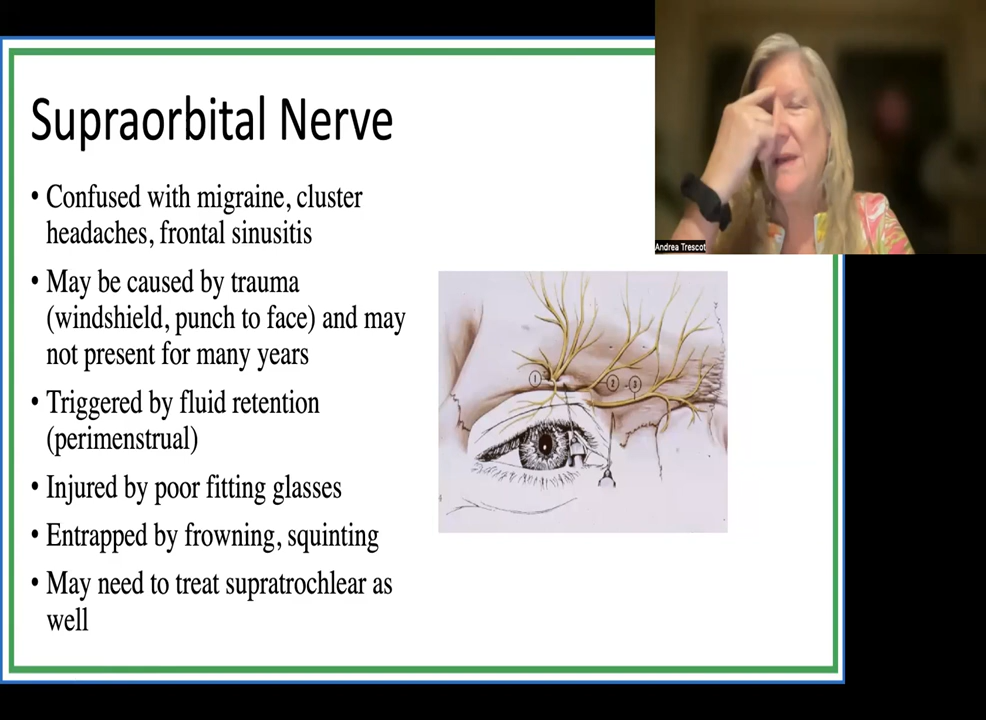 Supraorbital Nerve
• Confused with migraine, cluster
headaches, frontal sinusitis
• May be caused by trauma
(windshield, punch to face) and may
not present for many years
• Triggered by fluid retention
(perimenstrual)
• Injured by poor fitting glasses
• Entrapped by frowning, squinting
• May need to treat supratrochlear as
well
Andrea Trescot
1
2
3